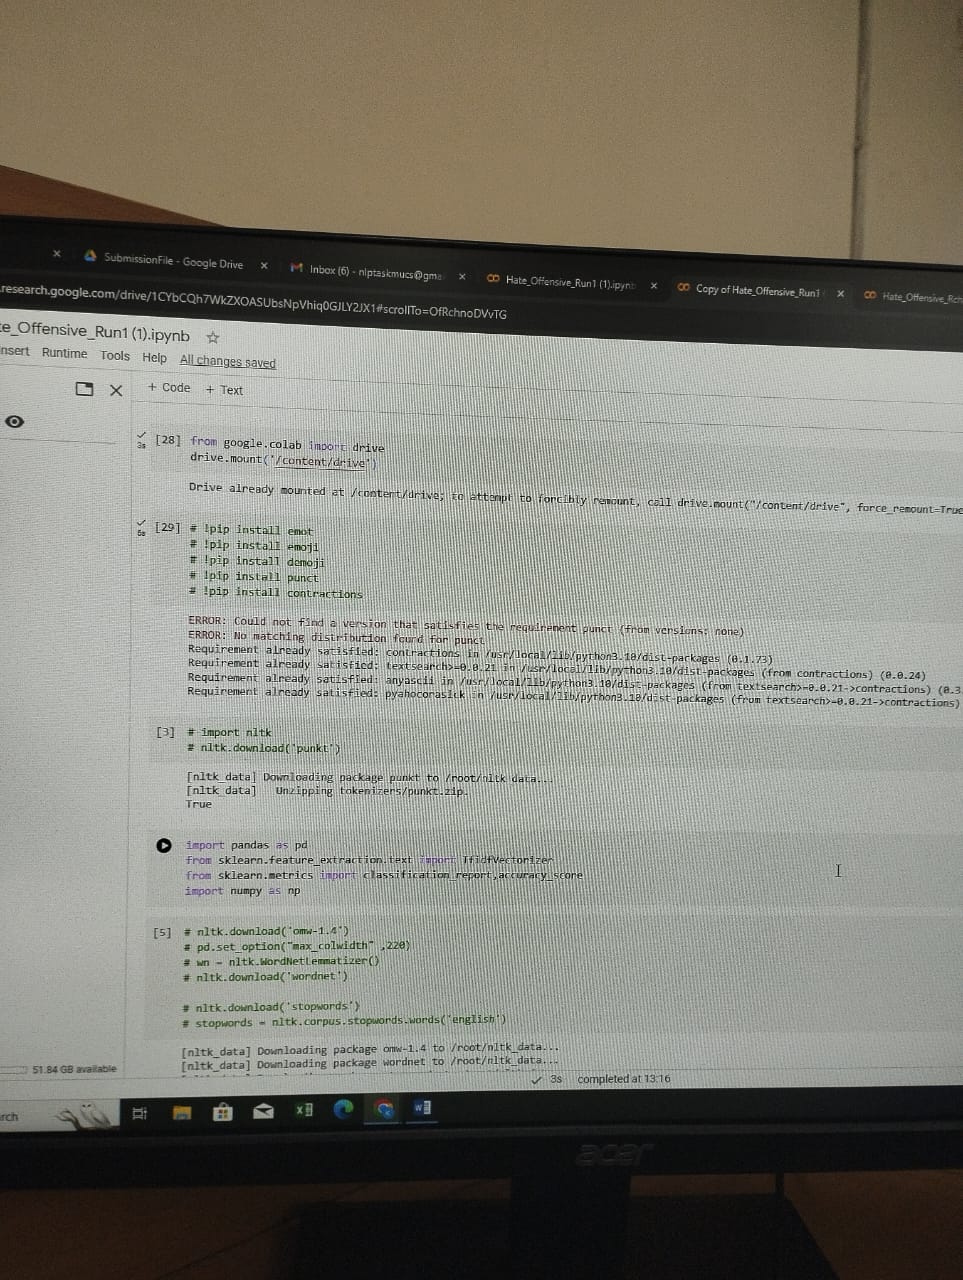 SubmissionFile - Google Drive
Inbox (6) - nlptaskmucs@gma
Hate_Offensive_Run1 (1).ipynb
Copy of Hate_Offensive_Run1
Hate_Offensive_Rch
.research.google.com/drive/1CYbCQh7WkZXOASUbsNpVhiq0GJLY2JX1#scrollTo=OfRchnoDVvTG
te_Offensive_Run1 (1).ipynb
nsert Runtime Tools Help All changes saved
+ Code + Text
[28] from google.colab import drive
3s
drive.mount('/content/drive')
Drive already mounted at /content/drive; to attempt to forcibly remount, call drive.mount("/content/drive", force_remount=True
[29] # !pip install emot
6s
# !pip install emoji
# !pip install demoji
# !pip install punct
# !pip install contractions
ERROR: Could not find a version that satisfies the requirement punct (from versions: none)
ERROR: No matching distribution found for punct
Requirement already satisfied: contractions in /usr/local/lib/python3.10/dist-packages (0.1.73)
Requirement already satisfied: textsearch>=0.0.21 in /usr/local/lib/python3.10/dist-packages (from contractions) (0.0.24)
Requirement already satisfied: anyascii in /usr/local/lib/python3.10/dist-packages (from textsearch>=0.0.21->contractions) (0.3
Requirement already satisfied: pyahocorasick in /usr/local/lib/python3.10/dist-packages (from textsearch>=0.0.21->contractions)
[3] # import nltk
# nltk.download('punkt')
[nltk_data] Downloading package punkt to /root/nltk_data...
[nltk_data] Unzipping tokenizers/punkt.zip.
True
import pandas as pd
from sklearn.feature_extraction.text import TfidfVectorizer
from sklearn.metrics import classification_report,accuracy_score
import numpy as np
[5] # nltk.download('omw-1.4')
# pd.set_option("max_colwidth" ,220)
# wn = nltk.WordNetLemmatizer()
# nltk.download('wordnet')
# nltk.download('stopwords')
# stopwords = nltk.corpus.stopwords.words('english')
[nltk_data] Downloading package omw-1.4 to /root/nltk_data...
[nltk_data] Downloading package wordnet to /root/nltk_data...
51.84 GB available
3s completed at 13:16
rch
acer